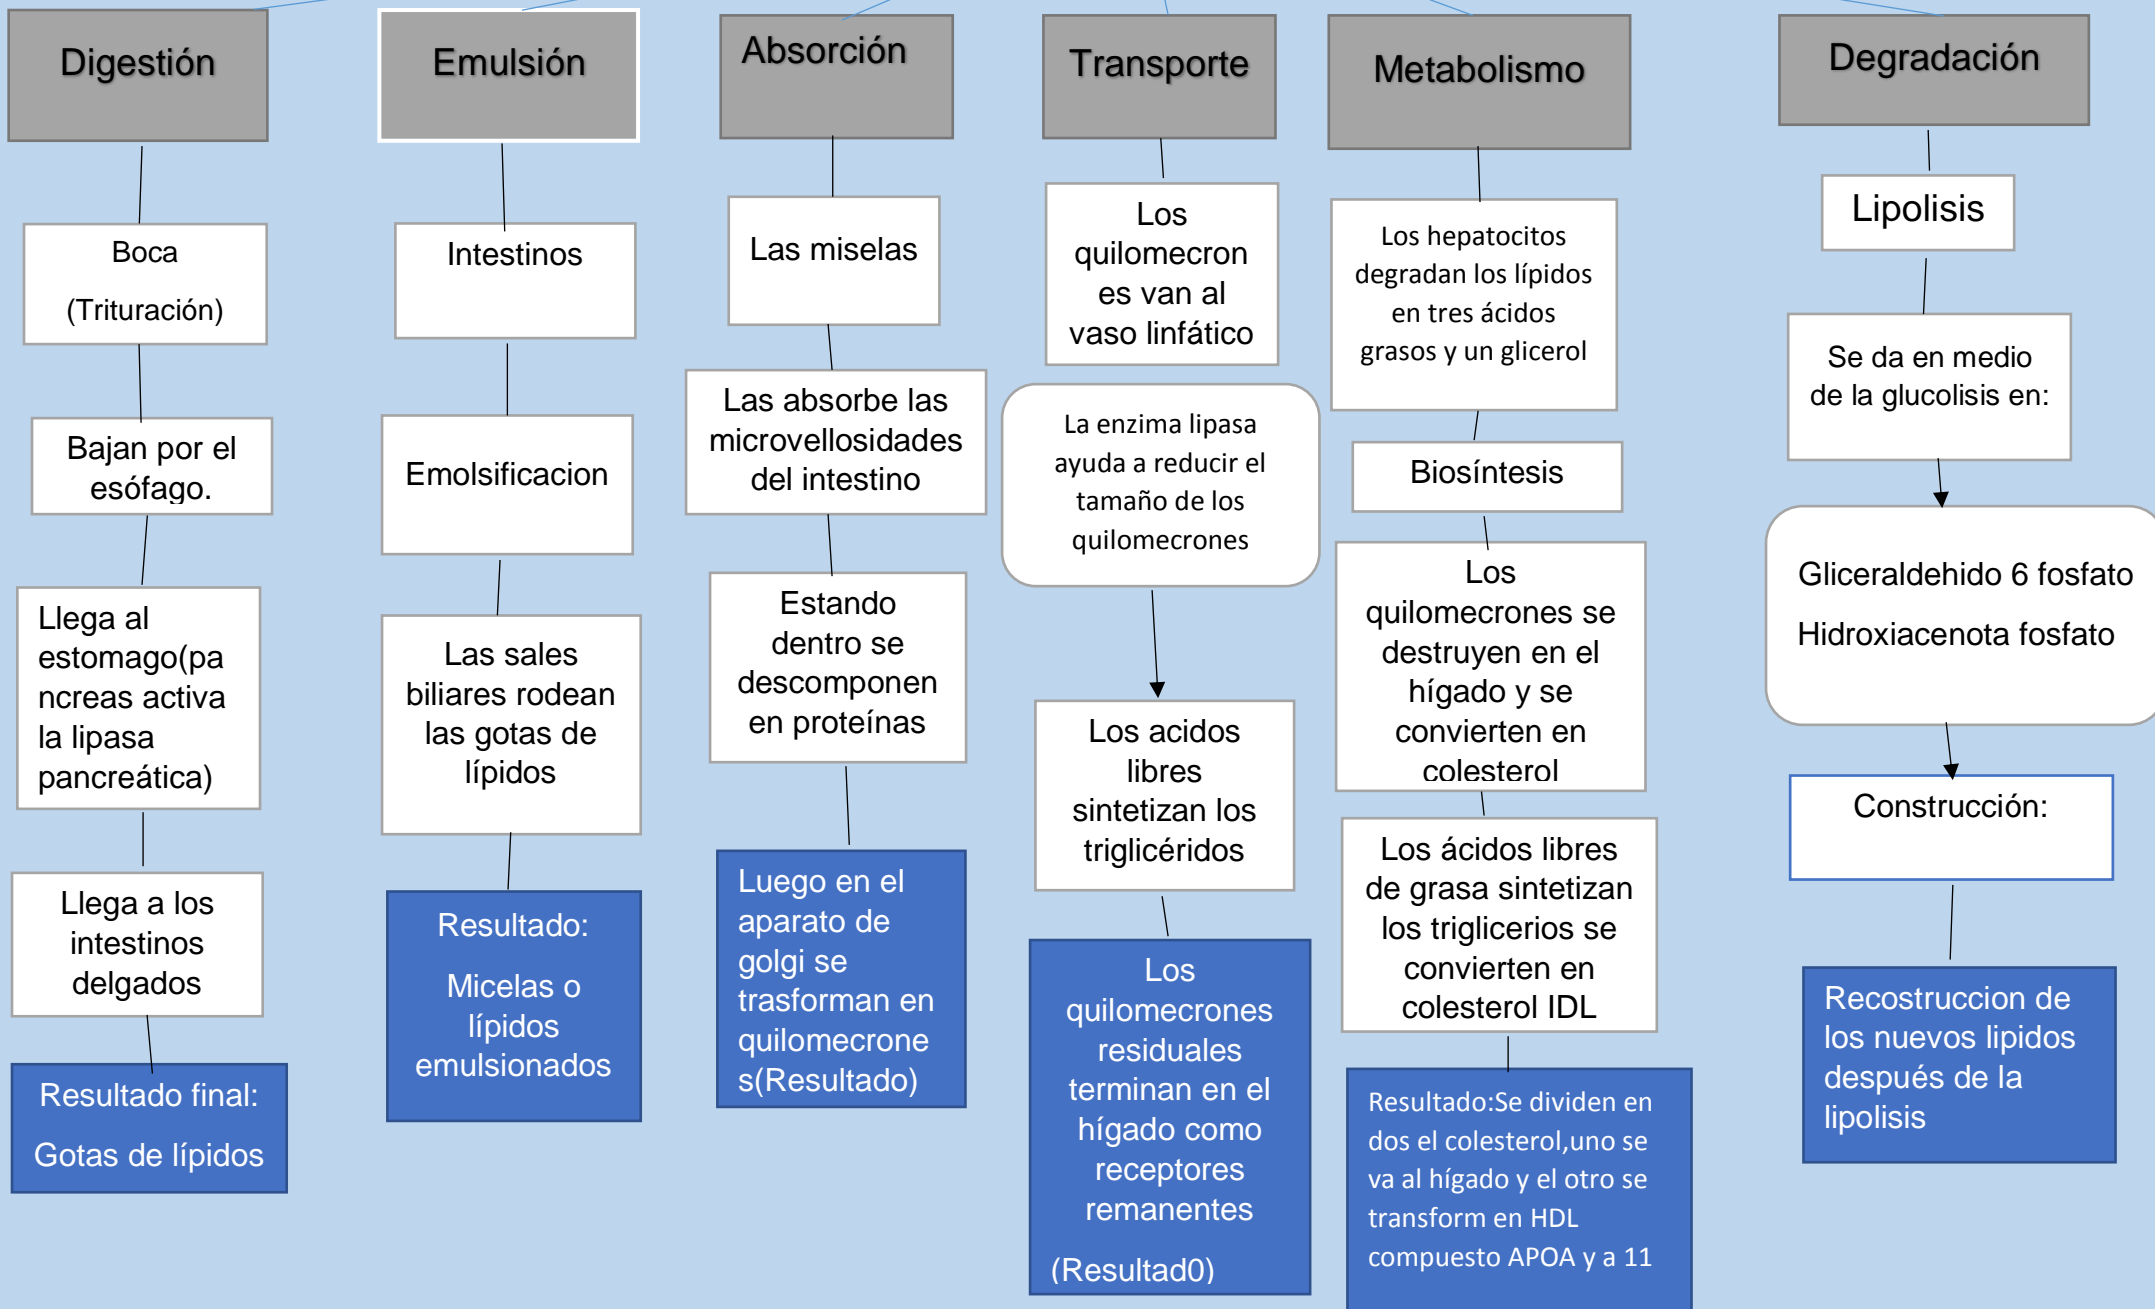 Digestión
Boca
(Trituración)
Bajan por el
esófago.
Llega al
estomago(pa
ncreas activa
la lipasa
pancreática)
Llega a los
intestinos
delgados
Resultado final:
Gotas de lípidos
Emulsión
Intestinos
Emolsificacion
Las sales
biliares rodean
las gotas de
lípidos
Resultado:
Micelas o
lípidos
emulsionados
Absorción
Las miselas
Las absorbe las
microvellosidades
del intestino
Estando
dentro se
descomponen
en proteínas
Luego en el
aparato de
golgi se
trasforman en
quilomecrone
s(Resultado)
Transporte
Los
quilomecron
es van al
vaso linfático
La enzima lipasa
ayuda a reducir el
tamaño de los
quilomecrones
Los acidos
libres
sintetizan los
triglicéridos
Los
quilomecrones
residuales
terminan en el
hígado como
receptores
remanentes
(Resultad0)
Metabolismo
Los hepatocitos
degradan los lípidos
en tres ácidos
grasos y un glicerol
Biosíntesis
Los
quilomecrones se
destruyen en el
hígado y se
convierten en
colesterol
Los ácidos libres
de grasa sintetizan
los triglicerios se
convierten en
colesterol IDL
Resultado:Se dividen en
dos el colesterol,uno se
va al hígado y el otro se
transform en HDL
compuesto APOA y a 11
Degradación
Lipolisis
Se da en medio
de la glucolisis en:
Gliceraldehido 6 fosfato
Hidroxiacenota fosfato
Construcción:
Recostruccion de
los nuevos lipidos
después de la
lipolisis